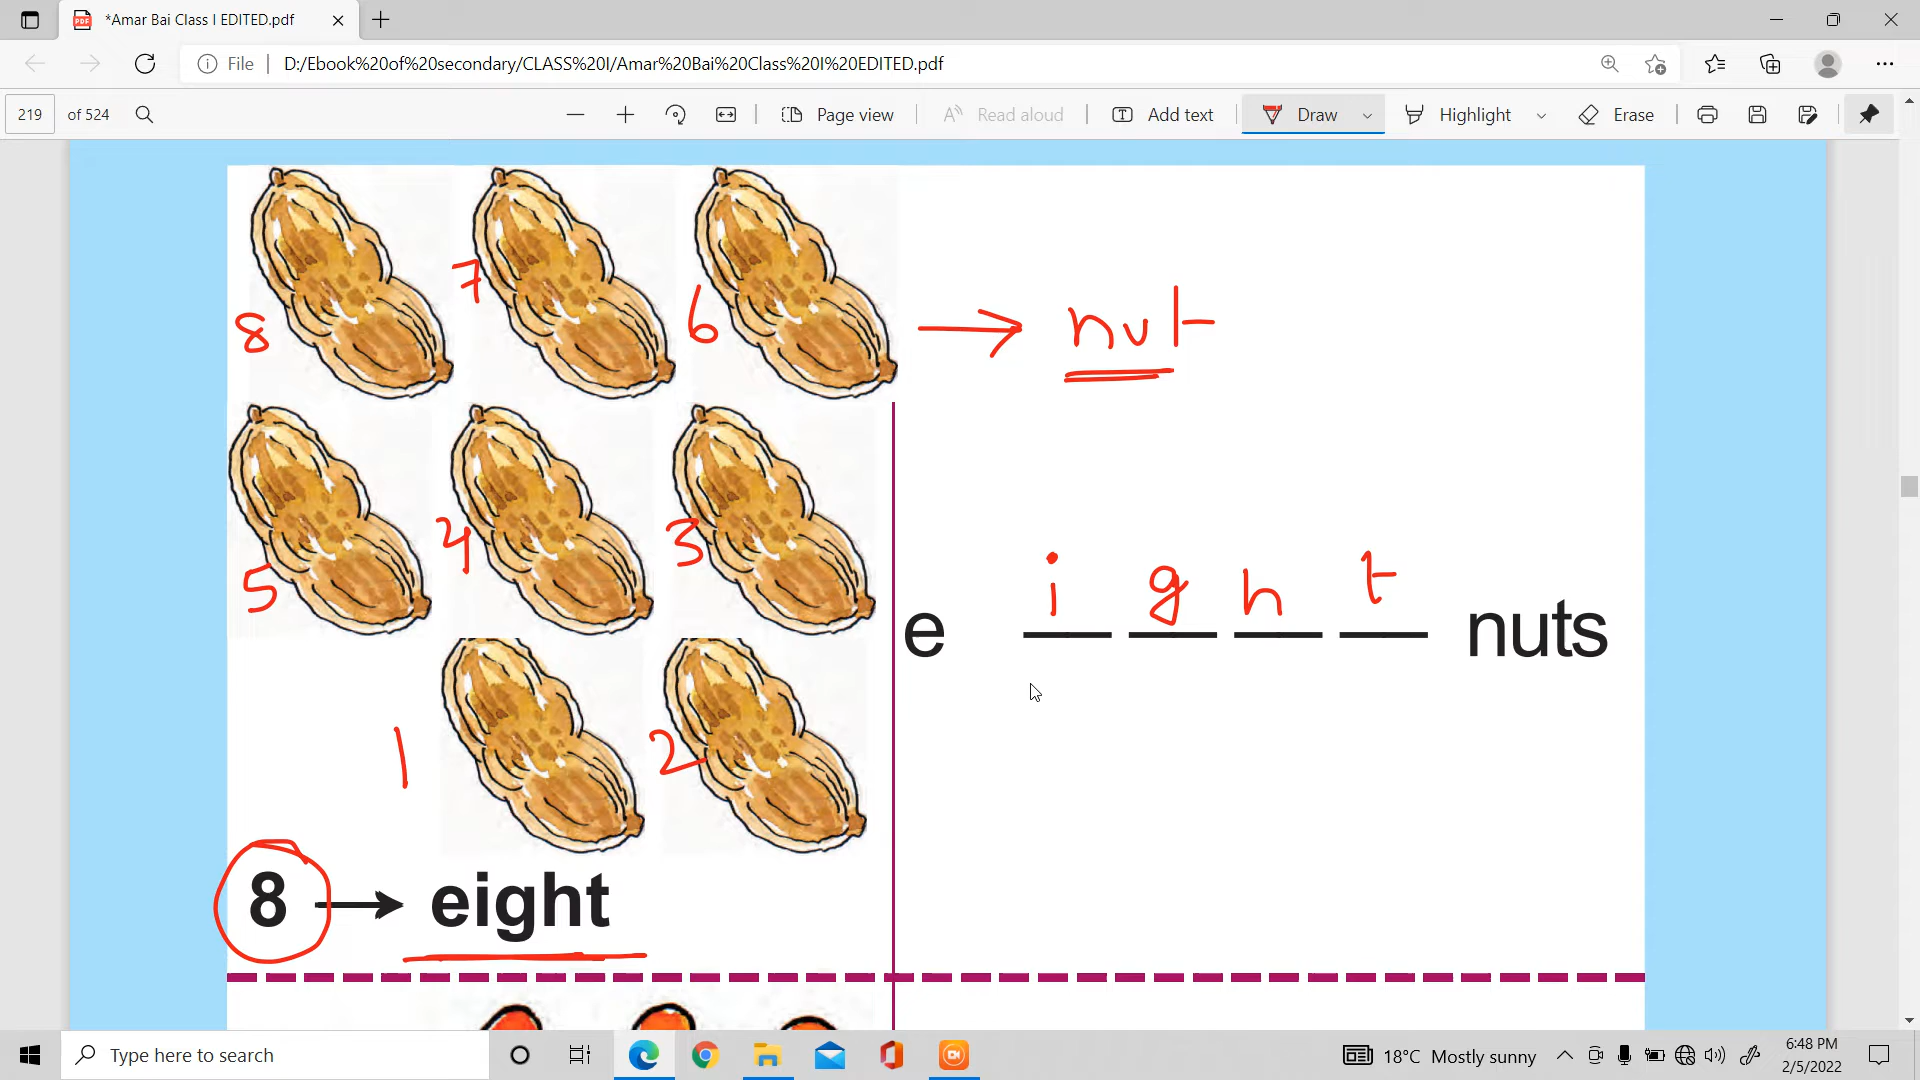 *Amar Bai Class I EDITED.pdf
File
D:/Ebook%20of%20secondary/CLASS%20I/Amar%20Bai%20Class%20I%20EDITED.pdf
219 of 524
Page view
Read aloud
Add text
Draw
Highlight
Erase
8 7 6
nut
5 4 3
e i g h t nuts
1 2
8 → eight
Type here to search
18°C Mostly sunny
6:48 PM
2/5/2022